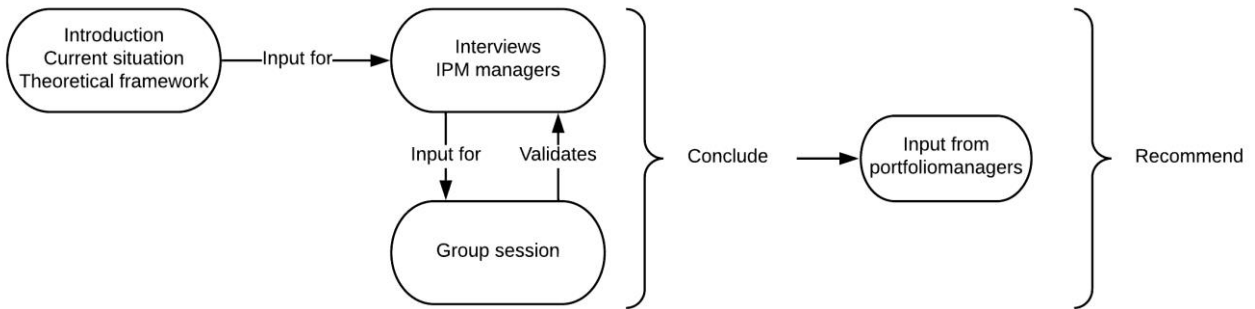 Introduction
Current situation
Theoretical framework
Input for
Interviews
IPM managers
Input for
Validates
Group session
Conclude
Input from
portfoliomanagers
Recommend